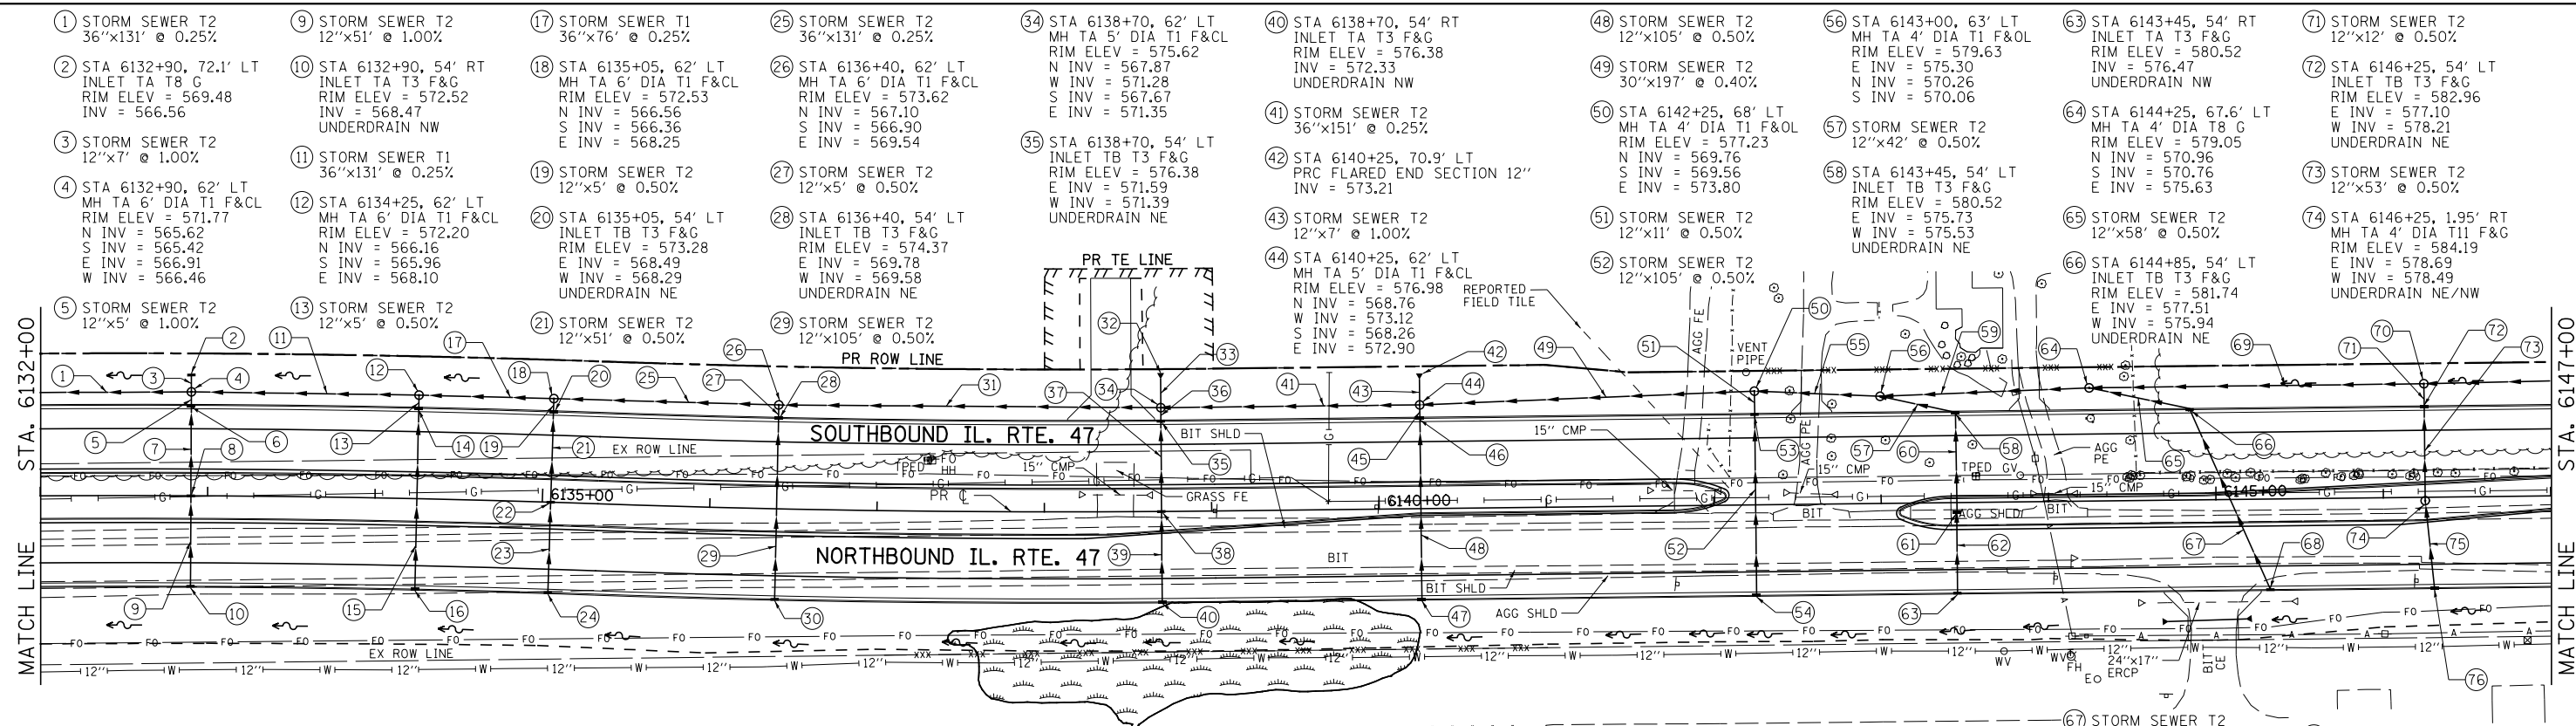 ① STORM SEWER T2
36"x131' @ 0.25%
② STA 6132+90, 72.1' LT
INLET TA T8 G
RIM ELEV = 569.48
INV = 566.56
③ STORM SEWER T2
12"x7' @ 1.00%
④ STA 6132+90, 62' LT
MH TA 6' DIA T1 F&CL
RIM ELEV = 571.77
N INV = 565.62
S INV = 565.42
E INV = 566.91
W INV = 566.46
⑤ STORM SEWER T2
12"x5' @ 1.00%
⑨ STORM SEWER T2
12"x51' @ 1.00%
⑩ STA 6132+90, 54' RT
INLET TA T3 F&G
RIM ELEV = 572.52
INV = 568.47
UNDERDRAIN NW
⑪ STORM SEWER T1
36"x131' @ 0.25%
⑫ STA 6134+25, 62' LT
MH TA 6' DIA T1 F&CL
RIM ELEV = 572.20
N INV = 566.16
S INV = 565.96
E INV = 568.10
⑬ STORM SEWER T2
12"x5' @ 0.50%
⑰ STORM SEWER T1
36"x76' @ 0.25%
⑱ STA 6135+05, 62' LT
MH TA 6' DIA T1 F&CL
RIM ELEV = 572.53
N INV = 566.56
S INV = 566.36
E INV = 568.25
⑲ STORM SEWER T2
12"x5' @ 0.50%
⑳ STA 6135+05, 54' LT
INLET TB T3 F&G
RIM ELEV = 573.28
E INV = 568.49
W INV = 568.29
UNDERDRAIN NE
㉑ STORM SEWER T2
12"x51' @ 0.50%
㉕ STORM SEWER T2
36"x131' @ 0.25%
㉖ STA 6136+40, 62' LT
MH TA 6' DIA T1 F&CL
RIM ELEV = 573.62
N INV = 567.10
S INV = 566.90
E INV = 569.54
㉗ STORM SEWER T2
12"x5' @ 0.50%
㉘ STA 6136+40, 54' LT
INLET TB T3 F&G
RIM ELEV = 574.37
E INV = 569.78
W INV = 569.58
UNDERDRAIN NE
㉙ STORM SEWER T2
12"x105' @ 0.50%
㉞ STA 6138+70, 62' LT
MH TA 5' DIA T1 F&CL
RIM ELEV = 575.62
N INV = 567.87
W INV = 571.28
S INV = 567.67
E INV = 571.35
㉟ STA 6138+70, 54' LT
INLET TB T3 F&G
RIM ELEV = 576.38
E INV = 571.59
W INV = 571.39
UNDERDRAIN NE
㊵ STA 6138+70, 54' RT
INLET TA T3 F&G
RIM ELEV = 576.38
INV = 572.33
UNDERDRAIN NW
㊶ STORM SEWER T2
36"x151' @ 0.25%
㊷ STA 6140+25, 70.9' LT
PRC FLARED END SECTION 12"
INV = 573.21
㊸ STORM SEWER T2
12"x7' @ 1.00%
㊹ STA 6140+25, 62' LT
MH TA 5' DIA T1 F&CL
RIM ELEV = 576.98
N INV = 568.76
W INV = 573.12
S INV = 568.26
E INV = 572.90
㊽ STORM SEWER T2
12"x105' @ 0.50%
㊾ STORM SEWER T2
30"x197' @ 0.40%
㊿ STA 6142+25, 68' LT
MH TA 4' DIA T1 F&OL
RIM ELEV = 577.23
N INV = 569.76
S INV = 569.56
E INV = 573.80
51 STORM SEWER T2
12"x11' @ 0.50%
52 STORM SEWER T2
12"x105' @ 0.50%
56 STA 6143+00, 63' LT
MH TA 4' DIA T1 F&OL
RIM ELEV = 579.63
E INV = 575.30
N INV = 570.26
S INV = 570.06
57 STORM SEWER T2
12"x42' @ 0.50%
58 STA 6143+45, 54' LT
INLET TB T3 F&G
RIM ELEV = 580.52
E INV = 575.73
W INV = 575.53
UNDERDRAIN NE
63 STA 6143+45, 54' RT
INLET TA T3 F&G
RIM ELEV = 580.52
INV = 576.47
UNDERDRAIN NW
64 STA 6144+25, 67.6' LT
MH TA 4' DIA T8 G
RIM ELEV = 579.05
N INV = 570.96
S INV = 570.76
E INV = 575.63
65 STORM SEWER T2
12"x58' @ 0.50%
66 STA 6144+85, 54' LT
INLET TB T3 F&G
RIM ELEV = 581.74
E INV = 577.51
W INV = 575.94
UNDERDRAIN NE
71 STORM SEWER T2
12"x12' @ 0.50%
72 STA 6146+25, 54' LT
INLET TB T3 F&G
RIM ELEV = 582.96
E INV = 577.10
W INV = 578.21
UNDERDRAIN NE
73 STORM SEWER T2
12"x53' @ 0.50%
74 STA 6146+25, 1.95' RT
MH TA 4' DIA T11 F&G
RIM ELEV = 584.19
E INV = 578.69
W INV = 578.49
UNDERDRAIN NE/NW
MATCH LINE STA. 6132+00
PR TE LINE
PR ROW LINE
REPORTED
FIELD TILE
AGG FE
VENT
PIPE
AGG PE
SOUTHBOUND IL. RTE. 47
BIT SHLD
15" CMP
EX ROW LINE
TPED
FO
HH
15" CMP
GRASS FE
PR ℄
6135+00
6140+00
15" CMP
TPED GV
AGG
PE
15" CMP
6145+00
BIT
AGG SHLD
BIT
NORTHBOUND IL. RTE. 47
BIT
BIT SHLD
AGG SHLD
EX ROW LINE
WV
WV
FH
E
24"x17"
ERCP
BIT
CE
MATCH LINE STA. 6147+00
67 STORM SEWER T2